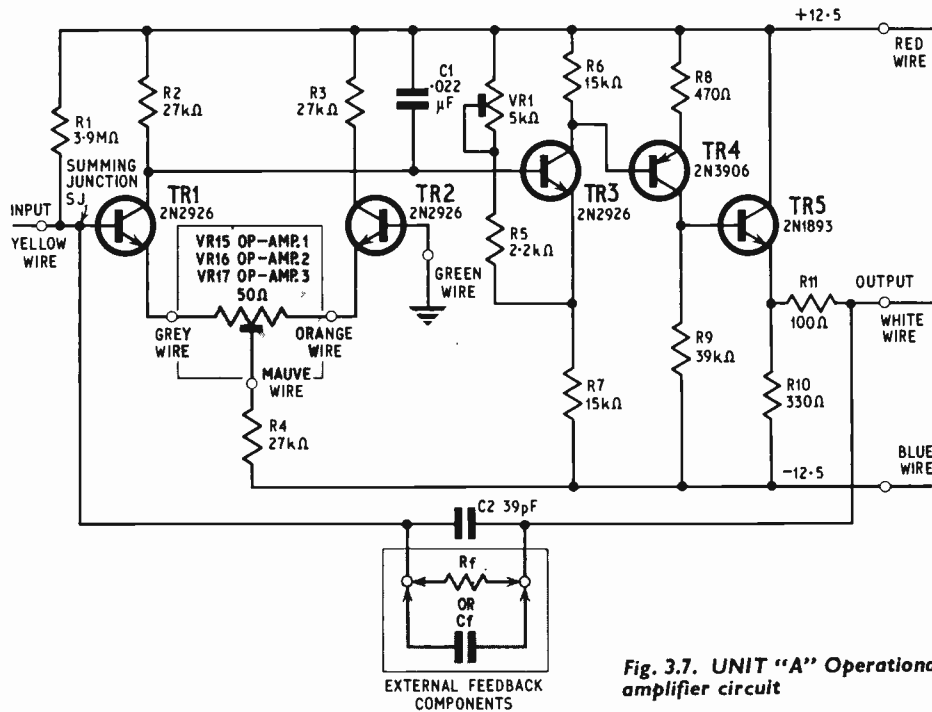 +12·5
RED
WIRE
R1
3·9MΩ
R2
27kΩ
R3
27kΩ
C1
·022
μF
VR1
5kΩ
R6
15kΩ
R8
470Ω
SUMMING
JUNCTION
SJ
INPUT
YELLOW
WIRE
TR1
2N2926
TR2
2N2926
TR3
2N2926
TR4
2N3906
TR5
2N1893
VR15 OP-AMP.1
VR16 OP-AMP.2
VR17 OP-AMP.3
50Ω
GREY
WIRE
ORANGE
WIRE
MAUVE
WIRE
GREEN
WIRE
R5
2·2kΩ
R11
100Ω
OUTPUT
WHITE
WIRE
R4
27kΩ
R7
15kΩ
R9
39kΩ
R10
330Ω
-12·5
BLUE
WIRE
C2 39pF
Rf
OR
Cf
EXTERNAL FEEDBACK
COMPONENTS
Fig. 3.7. UNIT "A" Operationa
amplifier circuit